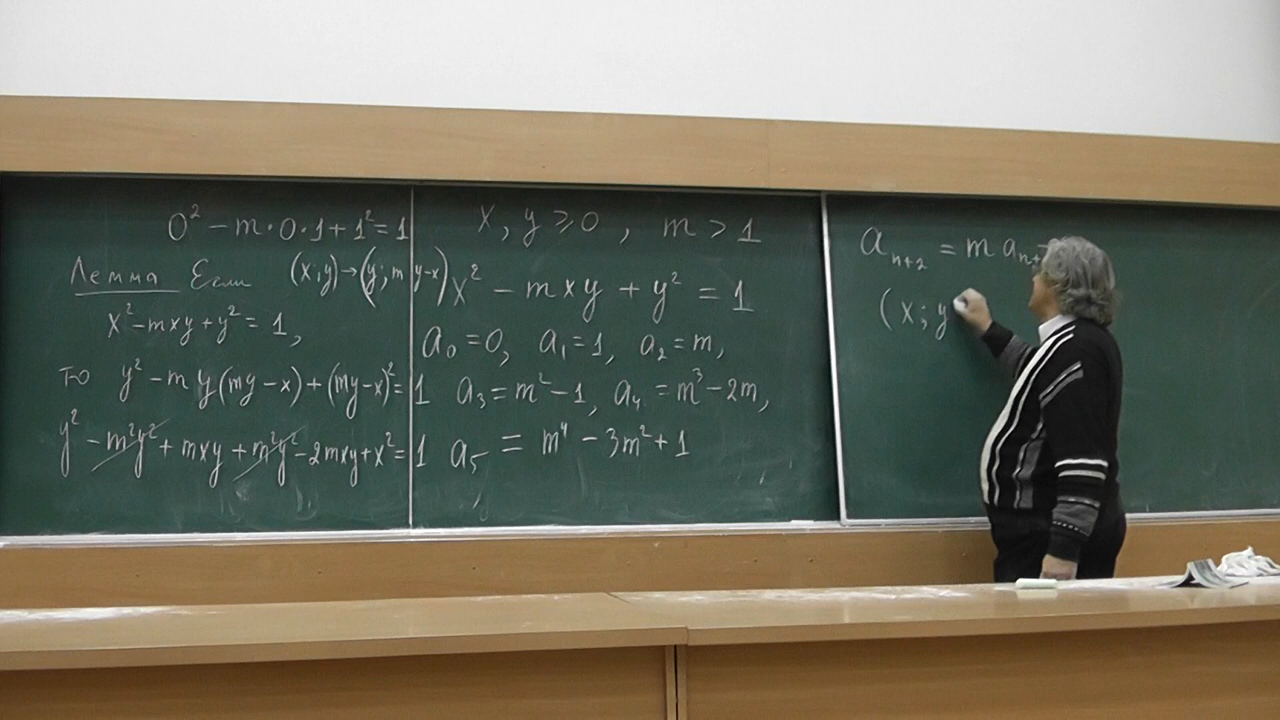 0² − m·0·1 + 1² = 1
Лемма Если (x;y)→(y;my−x)
x² − mxy + y² = 1,
то y² − my(my−x) + (my−x)² = 1
y² − m²y² + mxy + m²y² − 2mxy + x² = 1
x, y ⩾ 0, m > 1
x² − mxy + y² = 1
a₀ = 0, a₁ = 1, a₂ = m,
a₃ = m² − 1, a₄ = m³ − 2m,
a₅ = m⁴ − 3m² + 1
aₙ₊₂ = m aₙ₊
(x; y